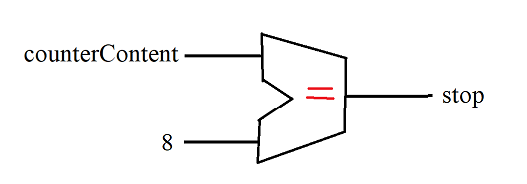 counterContent
=
stop
8